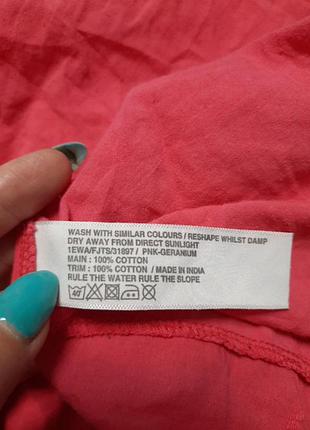 WASH WITH SIMILAR COLOURS / RESHAPE WHILST DAMP
DRY AWAY FROM DIRECT SUNLIGHT
1EWA/FJTS/31897 / PNK-GERANIUM
MAIN : 100% COTTON
TRIM : 100% COTTON / MADE IN INDIA
RULE THE WATER RULE THE SLOPE
40°